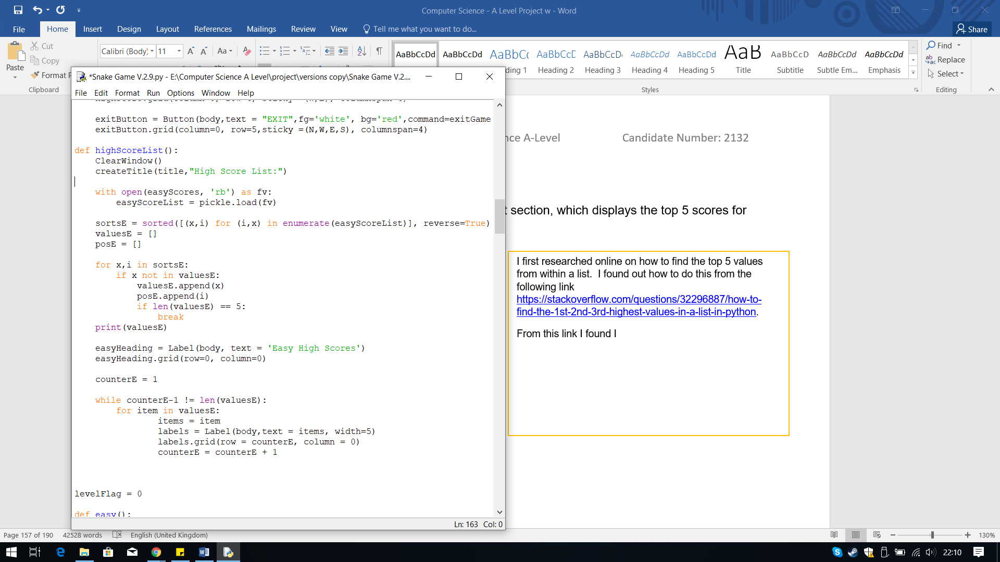 Computer Science - A Level Project w - Word
File Home Insert Design Layout References Mailings Review View Tell me what you want to do... Share
Paste
Cut
Copy
Format P
Clipboard
Calibri (Body) 11
AaBbCcDd AaBbCcDd AaBbC AaBbCcD AaBbCcD AaBbCcDd AaBbCcDd AaB AaBbCcD AaBbCcDd AaBbCcDd
ding 1 Heading 2 Heading 3 Heading 4 Heading 5 Title Subtitle Subtle Em... Emphasis
Styles
Find
Replace
Select
Editing
*Snake Game V.2.9.py - E:\Computer Science A Level\project\versions copy\Snake Game V.2....
File Edit Format Run Options Window Help
exitButton = Button(body,text = "EXIT",fg='white', bg='red',command=exitGame
exitButton.grid(column=0, row=5,sticky =(N,W,E,S), columnspan=4)
def highScoreList():
ClearWindow()
createTitle(title,"High Score List:")
with open(easyScores, 'rb') as fv:
easyScoreList = pickle.load(fv)
sortsE = sorted([(x,i) for (i,x) in enumerate(easyScoreList)], reverse=True)
valuesE = []
posE = []
for x,i in sortsE:
if x not in valuesE:
valuesE.append(x)
posE.append(i)
if len(valuesE) == 5:
break
print(valuesE)
easyHeading = Label(body, text = 'Easy High Scores')
easyHeading.grid(row=0, column=0)
counterE = 1
while counterE-1 != len(valuesE):
for item in valuesE:
items = item
labels = Label(body,text = items, width=5)
labels.grid(row = counterE, column = 0)
counterE = counterE + 1
levelFlag = 0
def easy():
Ln: 163 Col: 0
nce A-Level Candidate Number: 2132
t section, which displays the top 5 scores for
I first researched online on how to find the top 5 values
from within a list. I found out how to do this from the
following link
https://stackoverflow.com/questions/32296887/how-to-
find-the-1st-2nd-3rd-highest-values-in-a-list-in-python.
From this link I found I
Page 157 of 190 42528 words English (United Kingdom) 130%
22:10